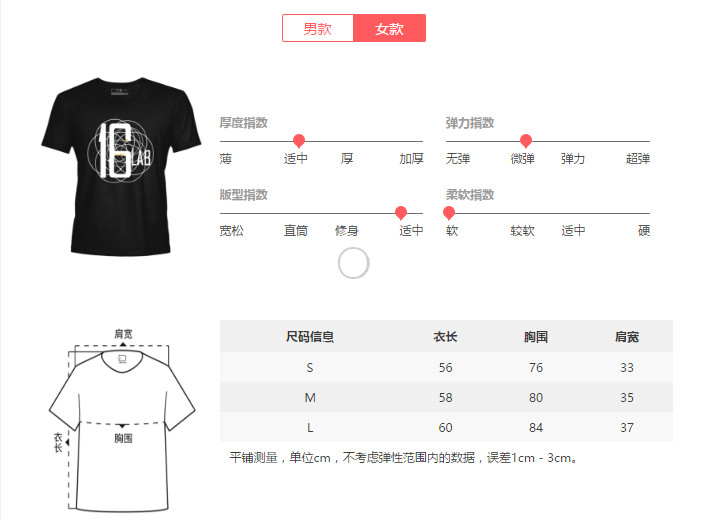 男款 女款
16
LAB
厚度指数 弹力指数
薄 适中 厚 加厚 无弹 微弹 弹力 超弹
版型指数 柔软指数
宽松 直筒 修身 适中 软 较软 适中 硬
肩宽
胸围
衣长
尺码信息 衣长 胸围 肩宽
S 56 76 33
M 58 80 35
L 60 84 37
平铺测量，单位cm，不考虑弹性范围内的数据，误差1cm - 3cm。